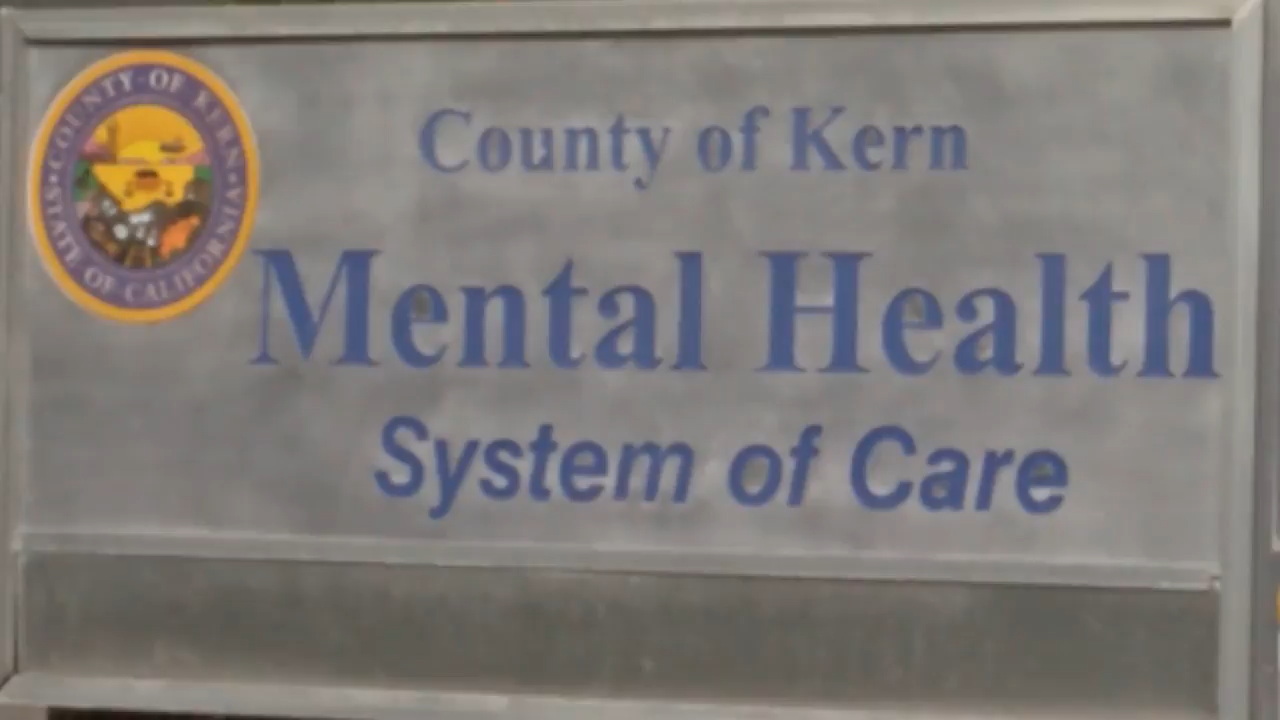 COUNTY OF KERN
STATE OF CALIFORNIA
County of Kern
Mental Health
System of Care